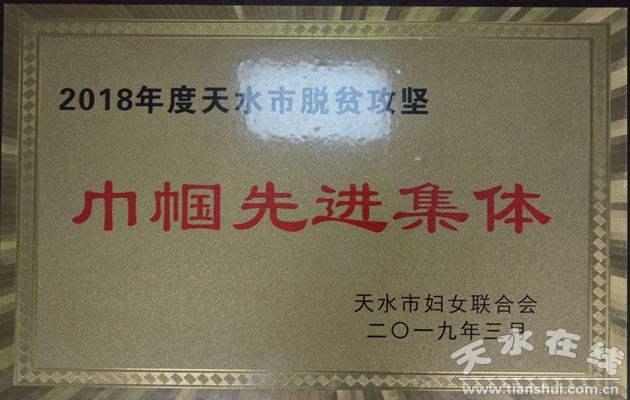 2018年度天水市脱贫攻坚
巾帼先进集体
天水市妇女联合会
二〇一九年三月
天水在线
www.tianshui.com.cn